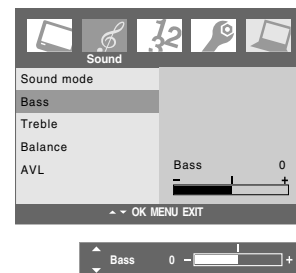 Sound
Sound mode
Bass
Treble
Balance
AVL
Bass 0
- +
OK MENU EXIT
Bass 0 - +